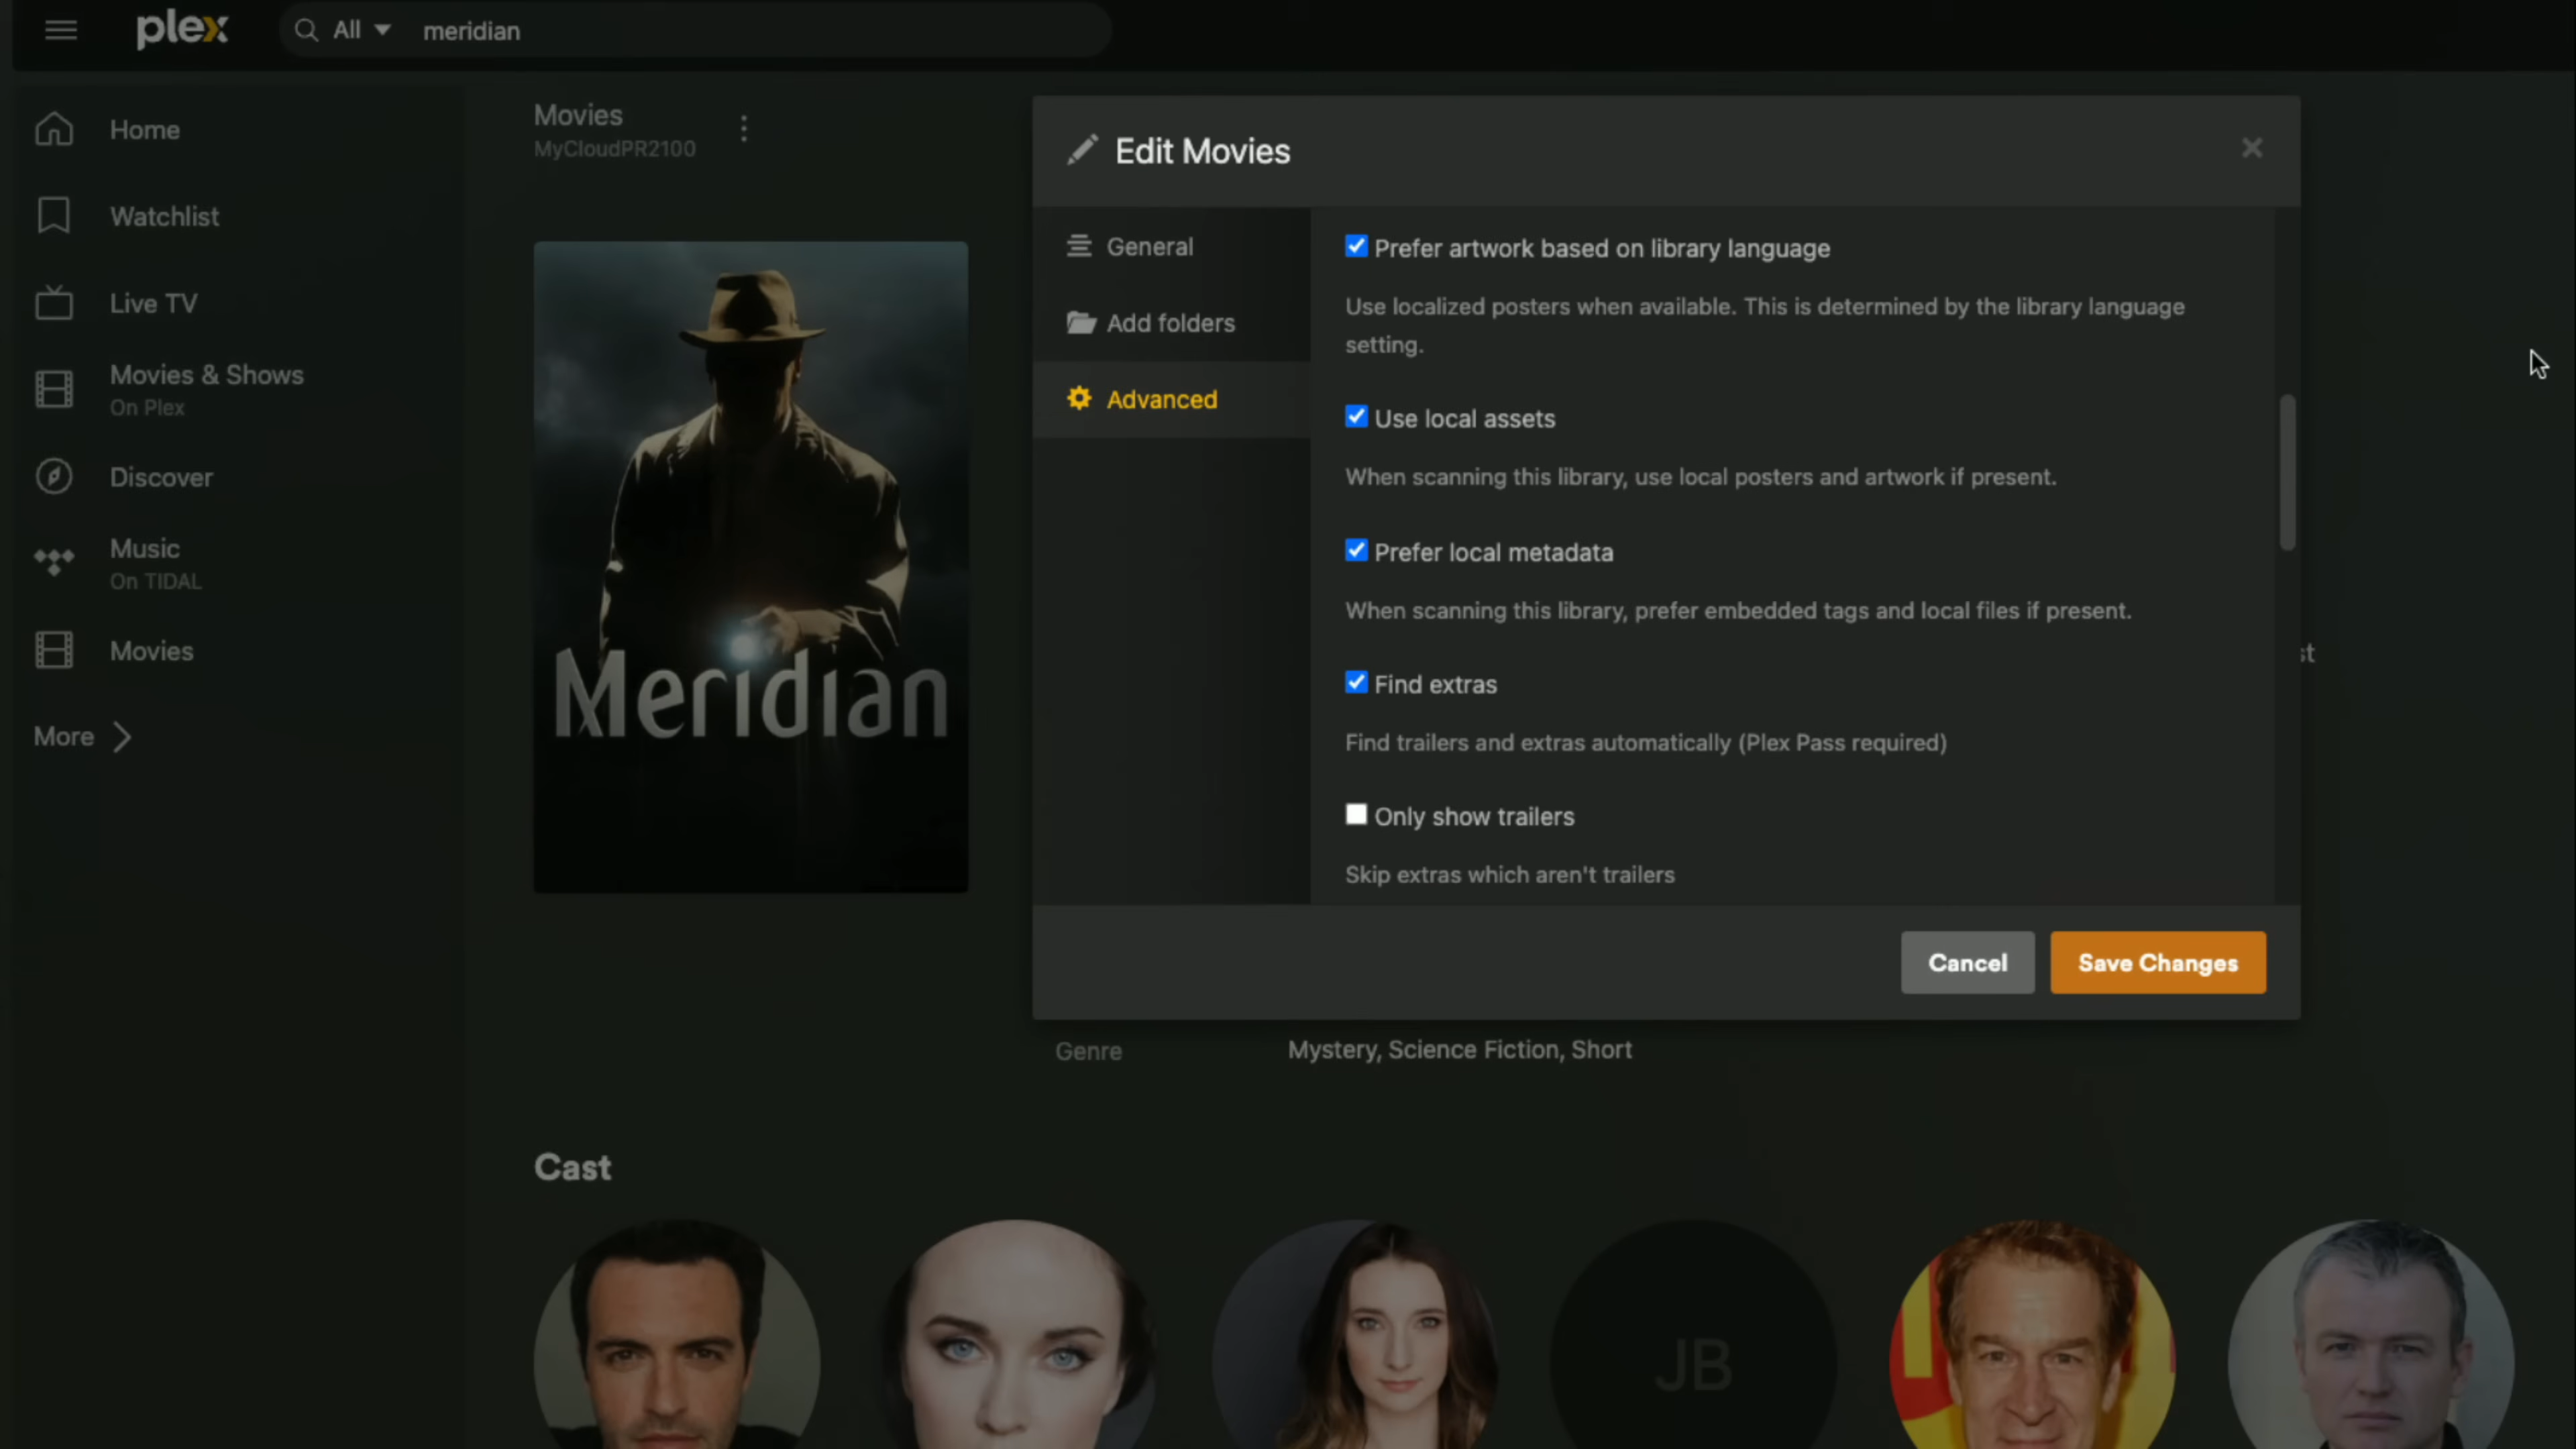 plex
All
meridian
Home
Watchlist
Live TV
Movies & Shows
On Plex
Discover
Music
On TIDAL
Movies
More
Movies
MyCloudPR2100
Meridian
Edit Movies
General
Add folders
Advanced
Prefer artwork based on library language
Use localized posters when available. This is determined by the library language
setting.
Use local assets
When scanning this library, use local posters and artwork if present.
Prefer local metadata
When scanning this library, prefer embedded tags and local files if present.
Find extras
Find trailers and extras automatically (Plex Pass required)
Only show trailers
Skip extras which aren't trailers
Cancel
Save Changes
Genre
Mystery, Science Fiction, Short
Cast
JB